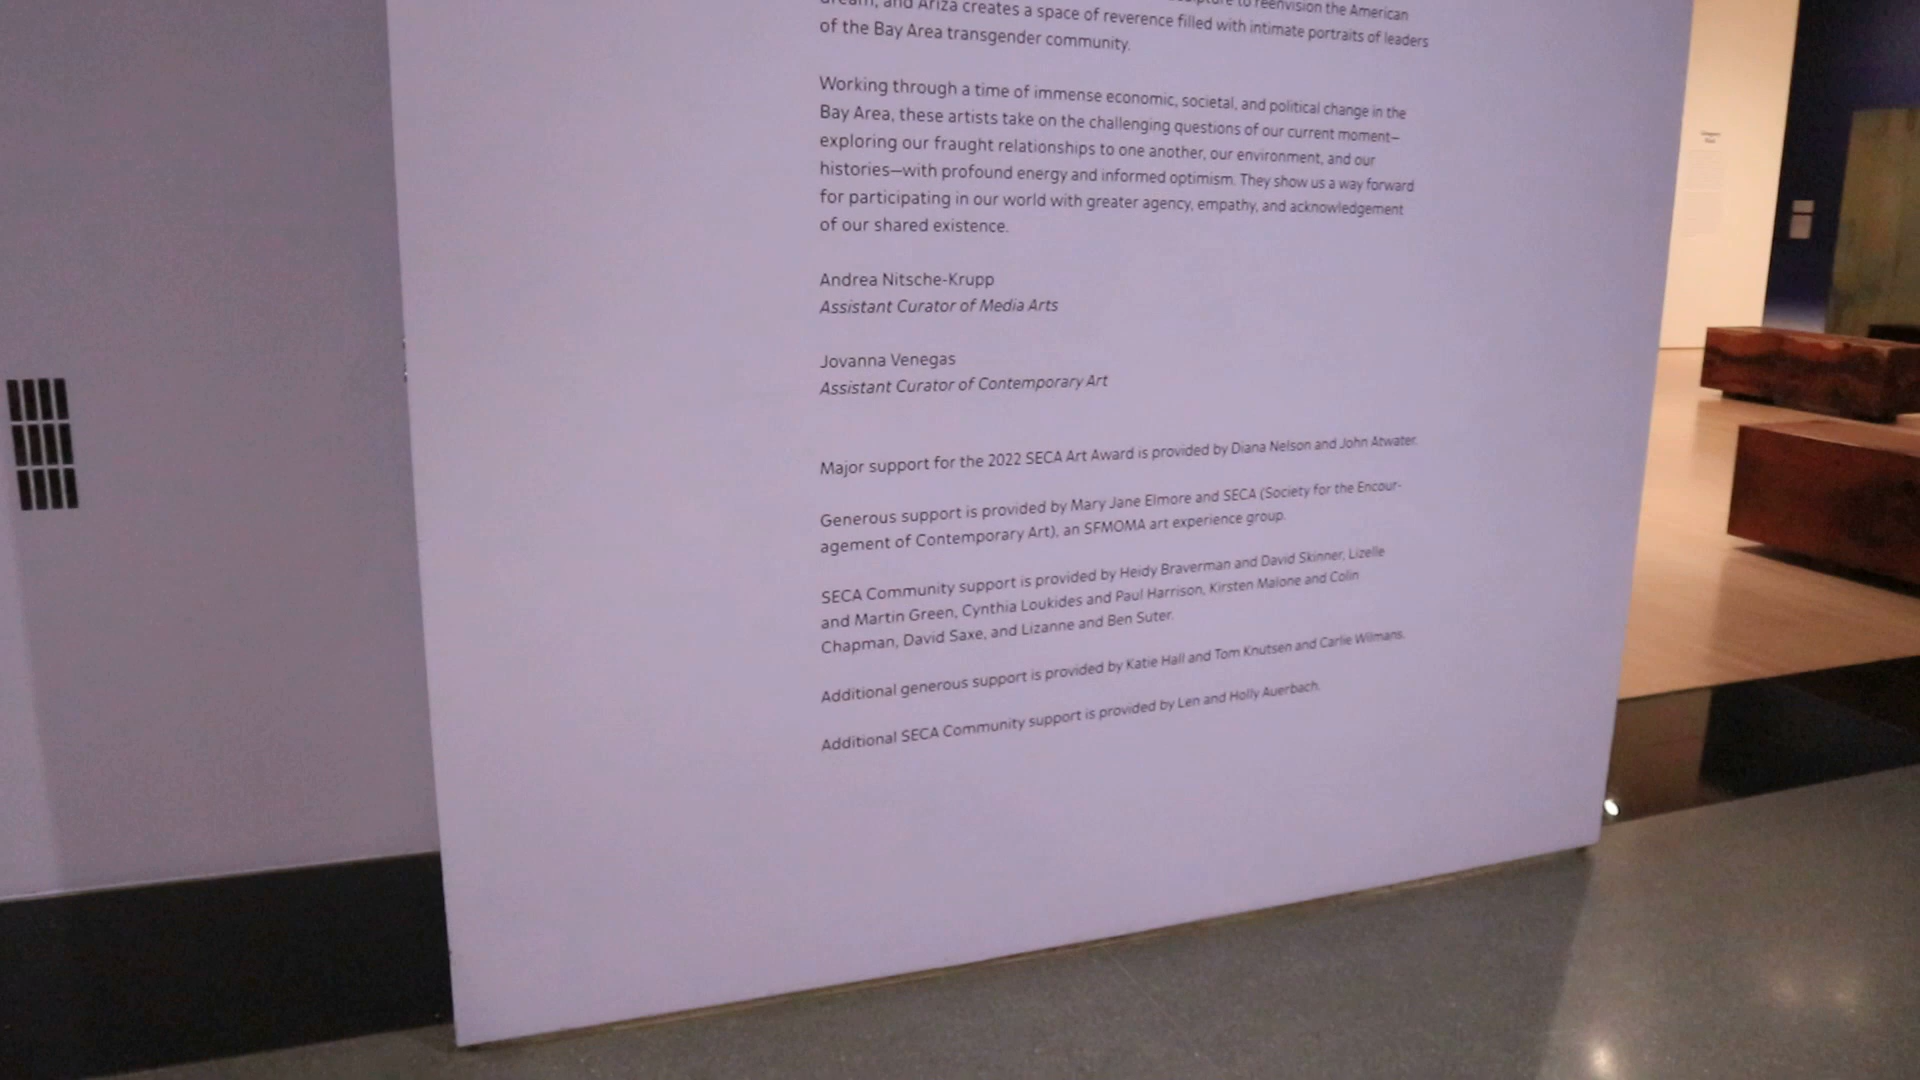 and Ariza creates a space of reverence filled with intimate portraits of leaders
to reenvision the American
of the Bay Area transgender community.
Working through a time of immense economic, societal, and political change in the
Bay Area, these artists take on the challenging questions of our current moment—
exploring our fraught relationships to one another, our environment, and our
histories—with profound energy and informed optimism. They show us a way forward
for participating in our world with greater agency, empathy, and acknowledgement
of our shared existence.
Andrea Nitsche-Krupp
Assistant Curator of Media Arts
Jovanna Venegas
Assistant Curator of Contemporary Art
Major support for the 2022 SECA Art Award is provided by Diana Nelson and John Atwater.
Generous support is provided by Mary Jane Elmore and SECA (Society for the Encour-
agement of Contemporary Art), an SFMOMA art experience group.
SECA Community support is provided by Heidy Braverman and David Skinner, Lizelle
and Martin Green, Cynthia Loukides and Paul Harrison, Kirsten Malone and Colin
Chapman, David Saxe, and Lizanne and Ben Suter.
Additional generous support is provided by Katie Hall and Tom Knutsen and Carlie Wilmans.
Additional SECA Community support is provided by Len and Holly Auerbach.